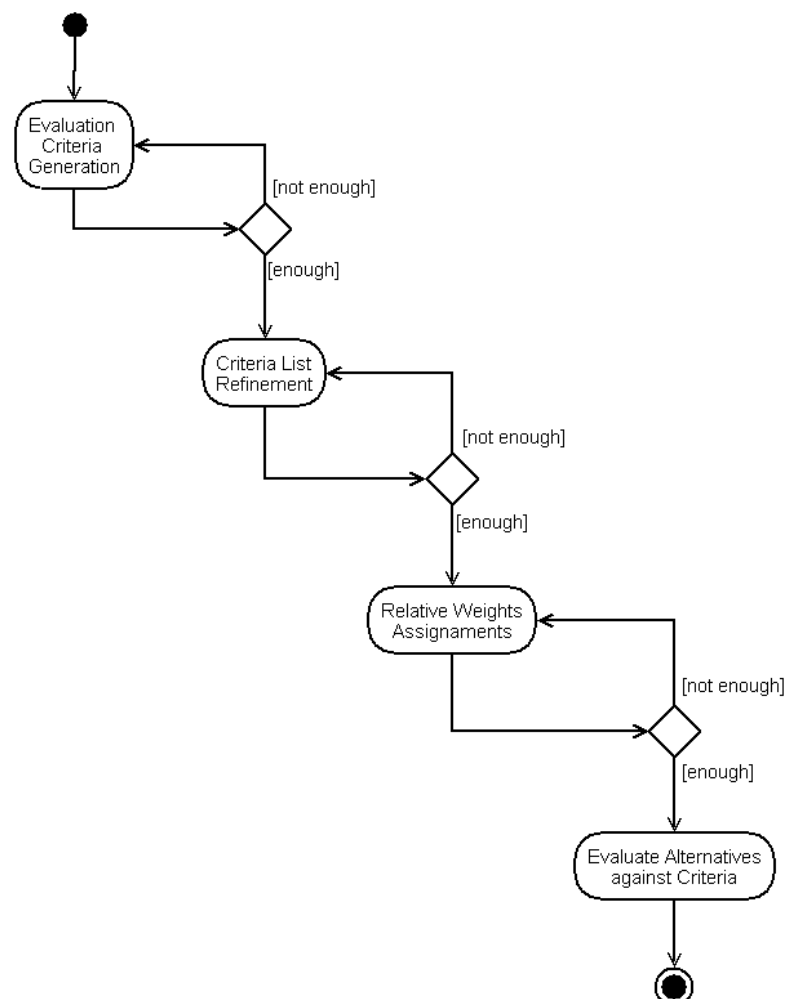 Evaluation
Criteria
Generation
[not enough]
[enough]
Criteria List
Refinement
[not enough]
[enough]
Relative Weights
Assignaments
[not enough]
[enough]
Evaluate Alternatives
against Criteria